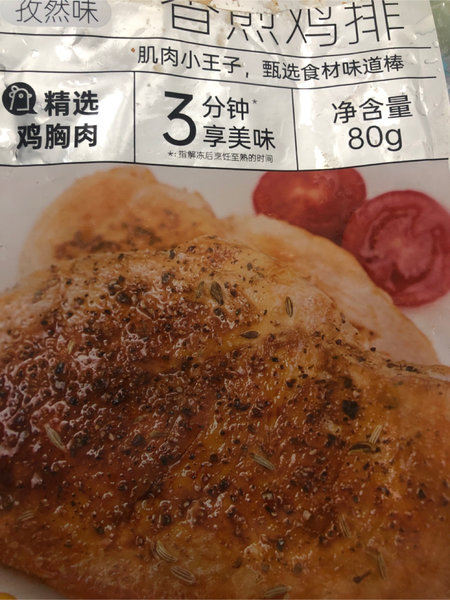 孜然味
香煎鸡排
肌肉小王子，甄选食材味道棒
精选
鸡胸肉
3分钟*
享美味
*:指解冻后烹饪至熟的时间
净含量
80g